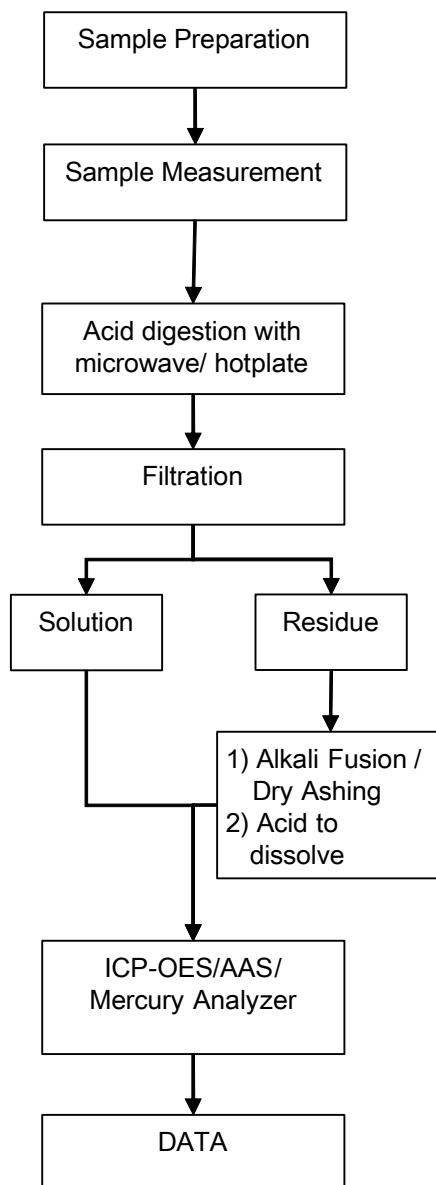 Sample Preparation
Sample Measurement
Acid digestion with
microwave/ hotplate
Filtration
Solution
Residue
1) Alkali Fusion /
Dry Ashing
2) Acid to
dissolve
ICP-OES/AAS/
Mercury Analyzer
DATA